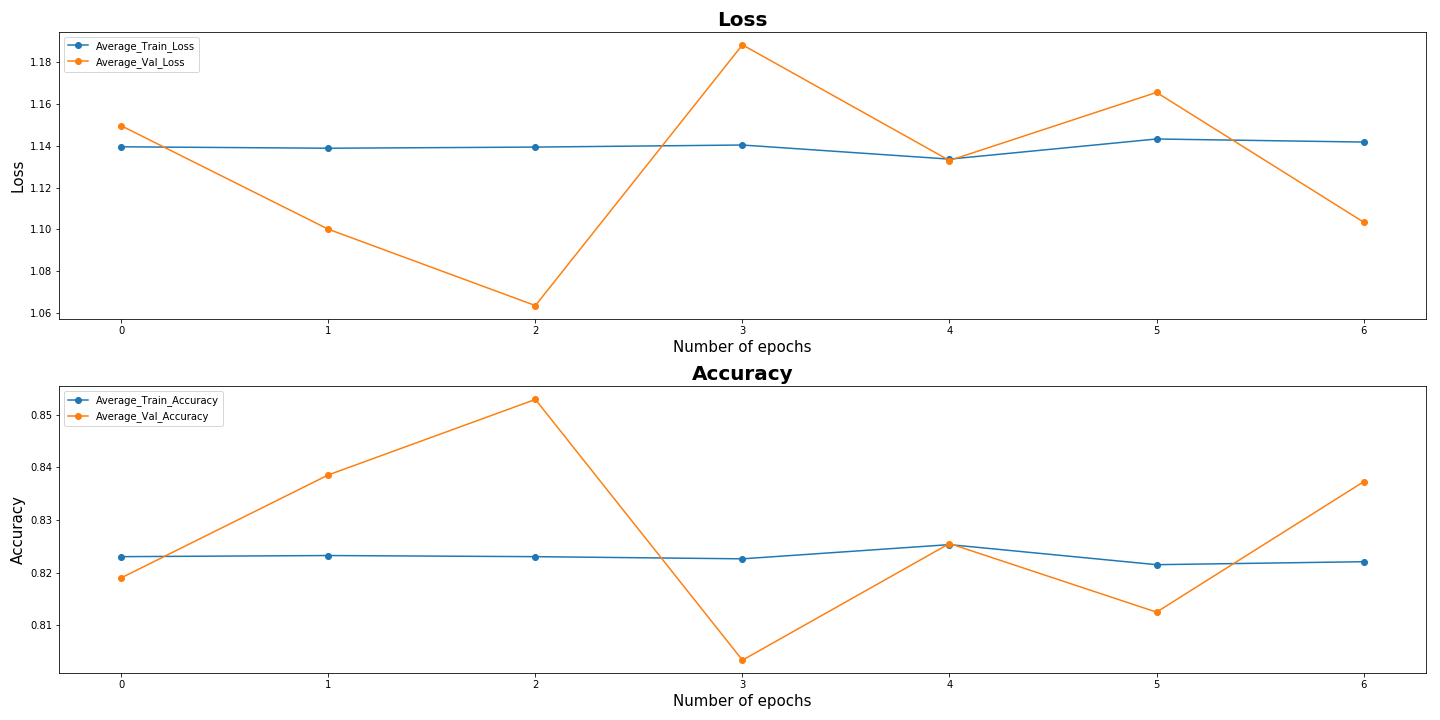 Loss
Average_Train_Loss
Average_Val_Loss
1.18
1.16
1.14
1.12
1.10
1.08
1.06
Loss
0 1 2 3 4 5 6
Number of epochs
Accuracy
Average_Train_Accuracy
Average_Val_Accuracy
0.85
0.84
0.83
0.82
0.81
Accuracy
0 1 2 3 4 5 6
Number of epochs